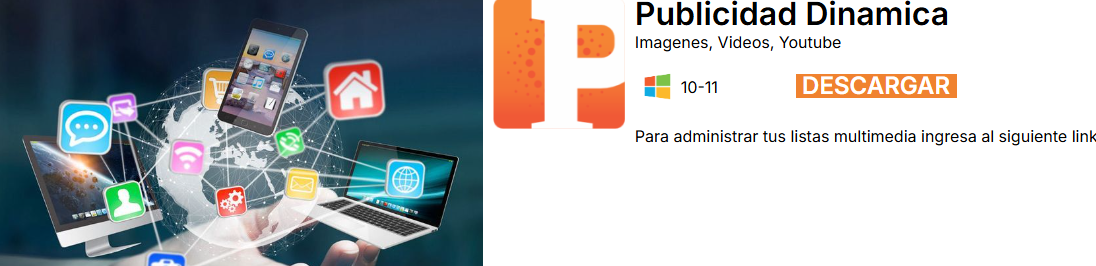 Publicidad Dinamica
Imagenes, Videos, Youtube
P
10-11
DESCARGAR
Para administrar tus listas multimedia ingresa al siguiente link